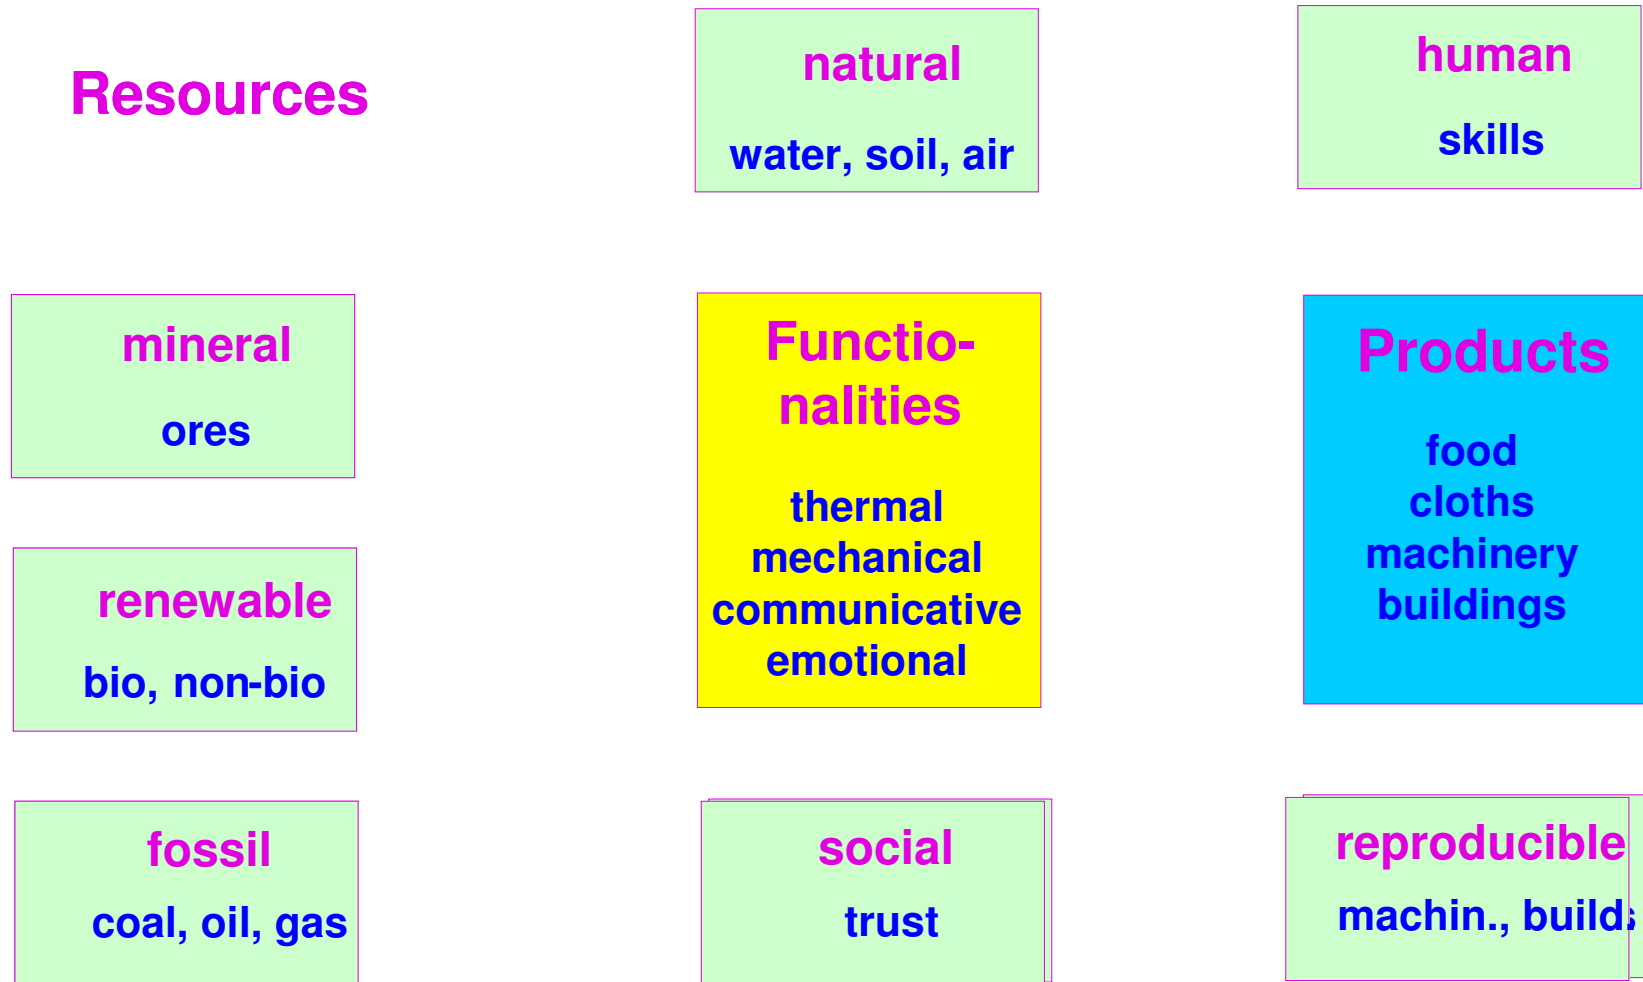 Resources
natural
water, soil, air
human
skills
mineral
ores
renewable
bio, non-bio
fossil
coal, oil, gas
Functio-
nalities
thermal
mechanical
communicative
emotional
Products
food
cloths
machinery
buildings
social
trust
reproducible
machin., build.